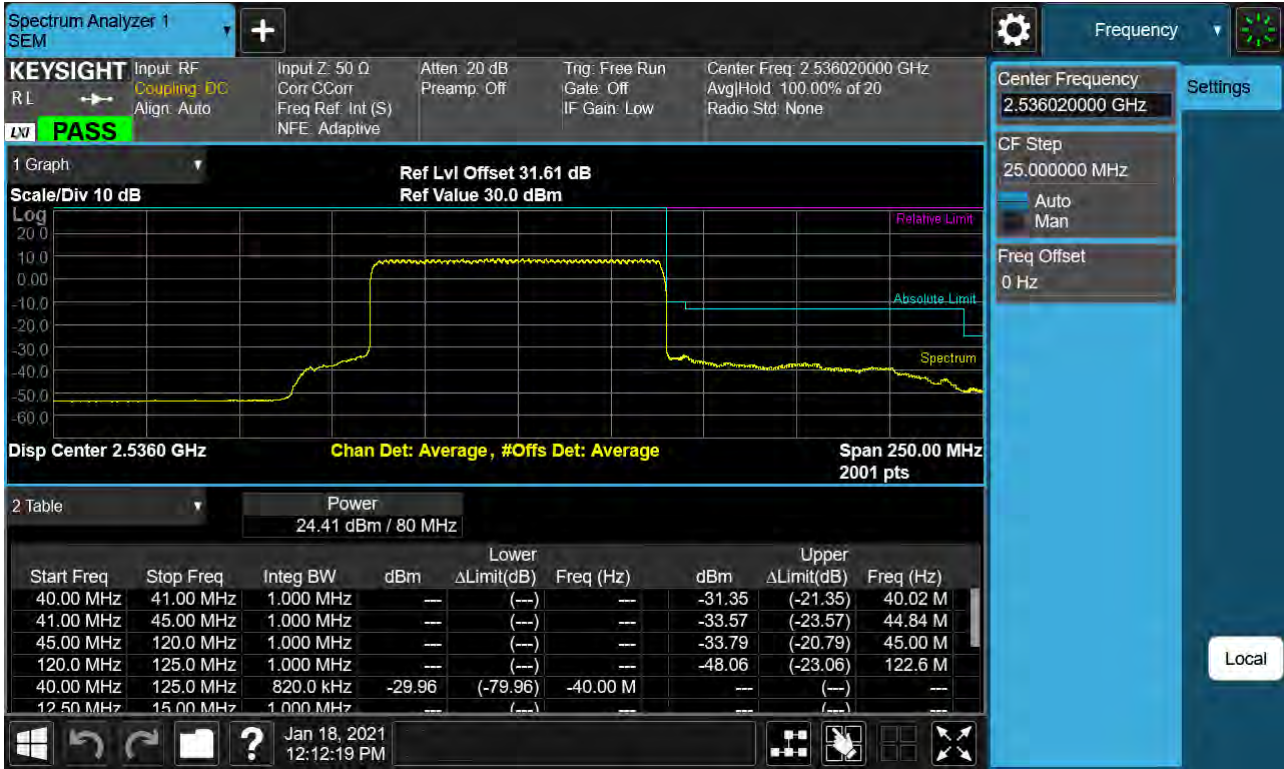 Spectrum Analyzer 1
SEM
Frequency
KEYSIGHT
Input: RF
Coupling: DC
Align: Auto
Input Z: 50 Ω
Corr CCorr
Freq Ref: Int (S)
NFE: Adaptive
Atten: 20 dB
Preamp: Off
Trig: Free Run
Gate: Off
IF Gain: Low
Center Freq: 2.536020000 GHz
Avg|Hold: 100.00% of 20
Radio Std: None
RL
LXI
PASS
Center Frequency
2.536020000 GHz
Settings
CF Step
25.000000 MHz
Auto
Man
Freq Offset
0 Hz
Local
1 Graph
Scale/Div 10 dB
Ref Lvl Offset 31.61 dB
Ref Value 30.0 dBm
Log
20.0
10.0
0.00
-10.0
-20.0
-30.0
-40.0
-50.0
-60.0
Relative Limit
Absolute Limit
Spectrum
Disp Center 2.5360 GHz
Chan Det: Average , #Offs Det: Average
Span 250.00 MHz
2001 pts
2 Table
Power
24.41 dBm / 80 MHz
Lower Upper
Start Freq Stop Freq Integ BW dBm ΔLimit(dB) Freq (Hz) dBm ΔLimit(dB) Freq (Hz)
40.00 MHz 41.00 MHz 1.000 MHz --- (---) --- -31.35 (-21.35) 40.02 M
41.00 MHz 45.00 MHz 1.000 MHz --- (---) --- -33.57 (-23.57) 44.84 M
45.00 MHz 120.0 MHz 1.000 MHz --- (---) --- -33.79 (-20.79) 45.00 M
120.0 MHz 125.0 MHz 1.000 MHz --- (---) --- -48.06 (-23.06) 122.6 M
40.00 MHz 125.0 MHz 820.0 kHz -29.96 (-79.96) -40.00 M --- (---) ---
12.50 MHz 15.00 MHz 1.000 MHz --- (---) --- --- (---) ---
Jan 18, 2021
12:12:19 PM